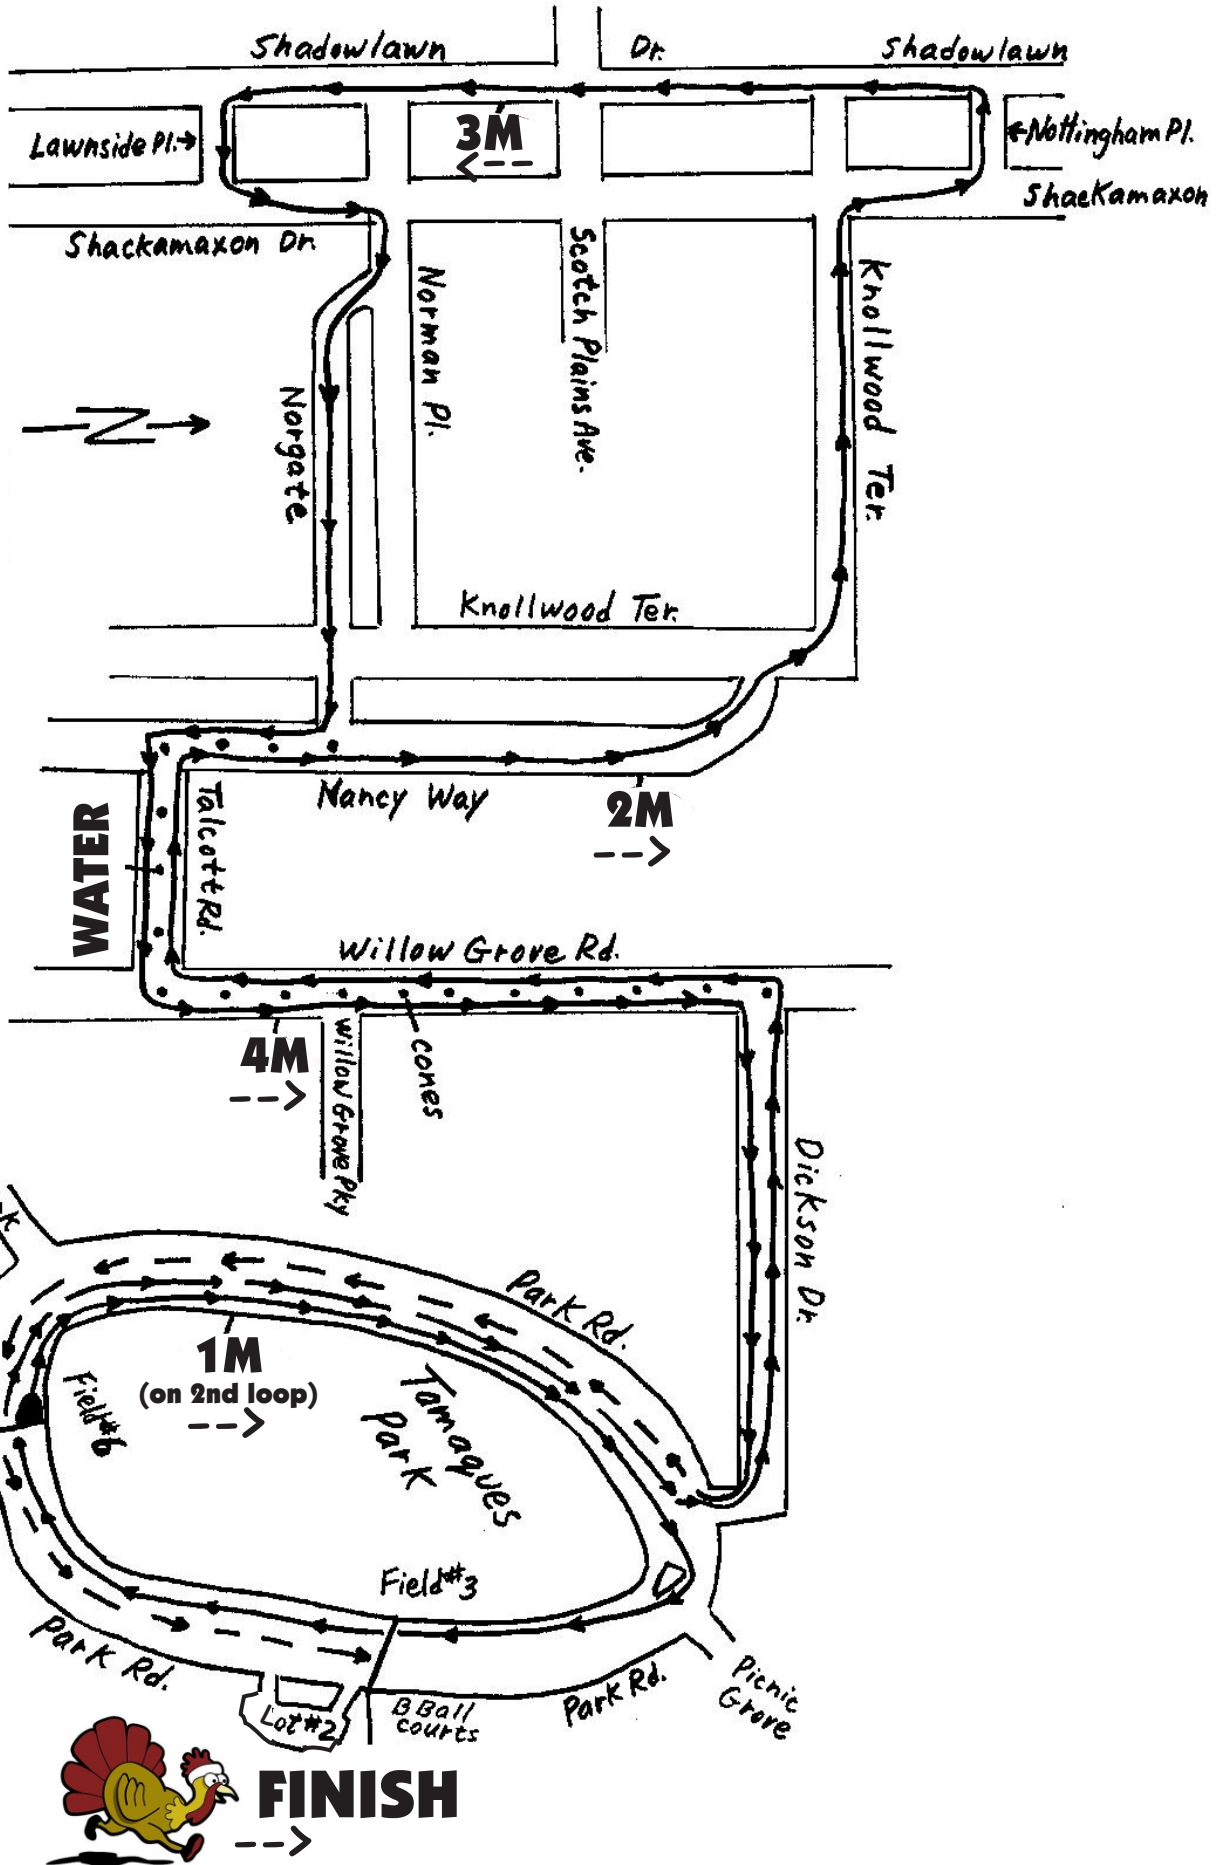 Shadowlawn Dr. Shadowlawn
Lawnside Pl.
3M
Nottingham Pl.
Shackamaxon
Shackamaxon Dr.
Norman Pl.
Scotch Plains Ave.
Knollwood Ter.
Norgate
N
Knollwood Ter.
Nancy Way
2M
WATER
Talcott Rd.
Willow Grove Rd.
4M
Willow Grove Pky
cones
Dickson Dr.
Park Rd.
1M
(on 2nd loop)
Field #6
Tamaques
Park
Field #3
Park Rd.
Lot #2
B Ball
courts
Park Rd.
Picnic
Grove
FINISH